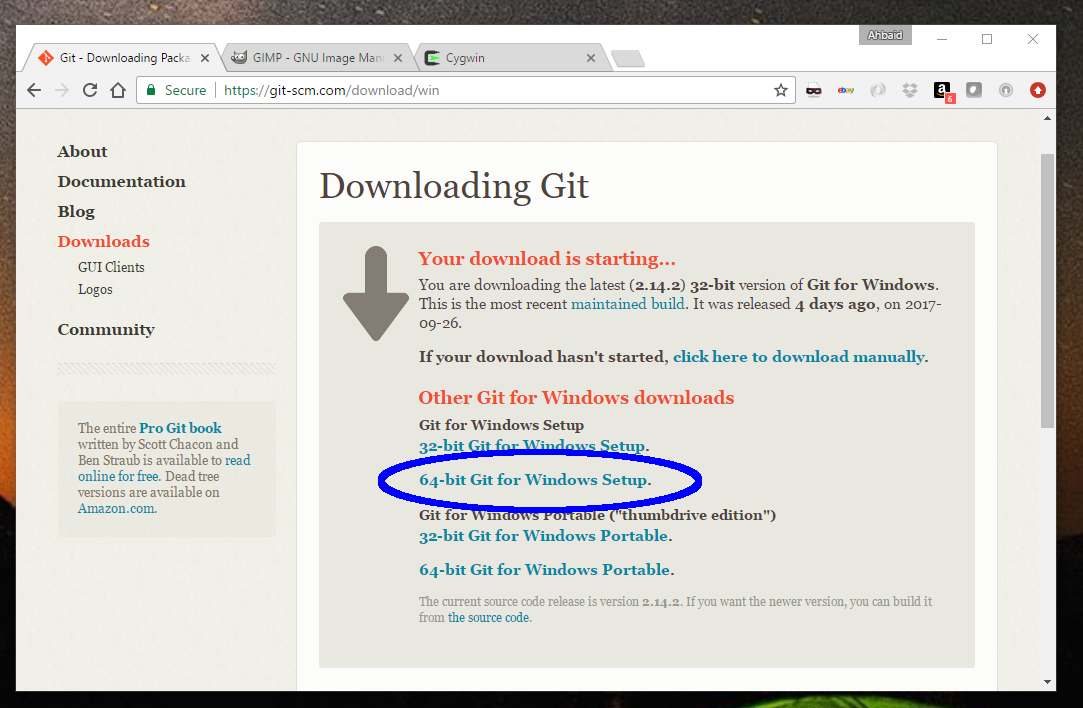 Ahbaid
Git - Downloading Packa
GIMP - GNU Image Man
Cygwin
Secure
https://git-scm.com/download/win
ebay
a
6
About
Documentation
Blog
Downloads
GUI Clients
Logos
Community
The entire Pro Git book
written by Scott Chacon and
Ben Straub is available to read
online for free. Dead tree
versions are available on
Amazon.com.
Downloading Git
Your download is starting...
You are downloading the latest (2.14.2) 32-bit version of Git for Windows.
This is the most recent maintained build. It was released 4 days ago, on 2017-
09-26.
If your download hasn't started, click here to download manually.
Other Git for Windows downloads
Git for Windows Setup
32-bit Git for Windows Setup.
64-bit Git for Windows Setup.
Git for Windows Portable ("thumbdrive edition")
32-bit Git for Windows Portable.
64-bit Git for Windows Portable.
The current source code release is version 2.14.2. If you want the newer version, you can build it
from the source code.